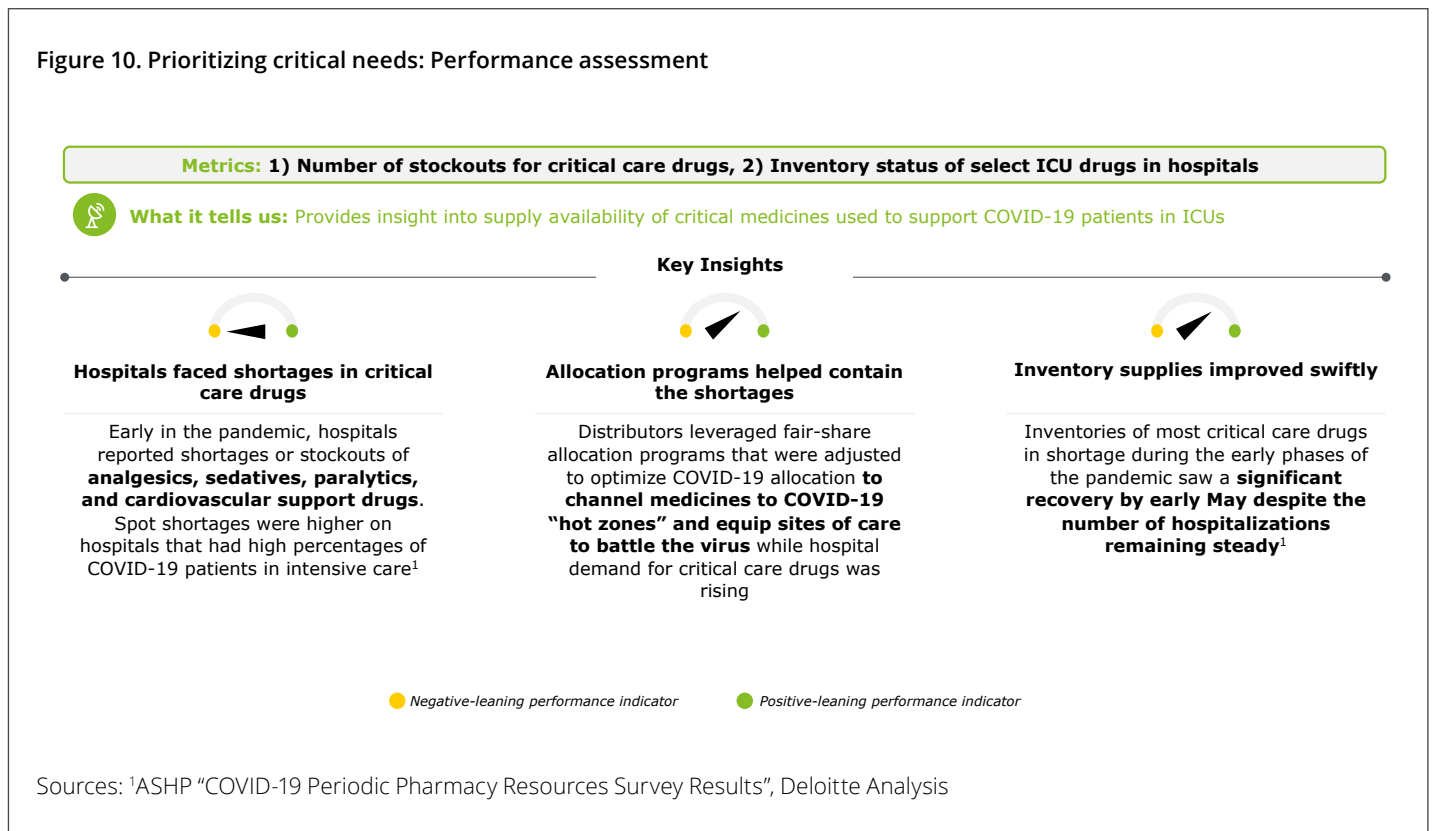 Figure 10. Prioritizing critical needs: Performance assessment
Metrics: 1) Number of stockouts for critical care drugs, 2) Inventory status of select ICU drugs in hospitals
What it tells us: Provides insight into supply availability of critical medicines used to support COVID-19 patients in ICUs
Key Insights
Hospitals faced shortages in critical
care drugs
Early in the pandemic, hospitals
reported shortages or stockouts of
analgesics, sedatives, paralytics,
and cardiovascular support drugs.
Spot shortages were higher on
hospitals that had high percentages of
COVID-19 patients in intensive care¹
Allocation programs helped contain
the shortages
Distributors leveraged fair-share
allocation programs that were adjusted
to optimize COVID-19 allocation to
channel medicines to COVID-19
“hot zones” and equip sites of care
to battle the virus while hospital
demand for critical care drugs was
rising
Inventory supplies improved swiftly
Inventories of most critical care drugs
in shortage during the early phases of
the pandemic saw a significant
recovery by early May despite the
number of hospitalizations
remaining steady¹
Negative-leaning performance indicator
Positive-leaning performance indicator
Sources: ¹ASHP “COVID-19 Periodic Pharmacy Resources Survey Results”, Deloitte Analysis